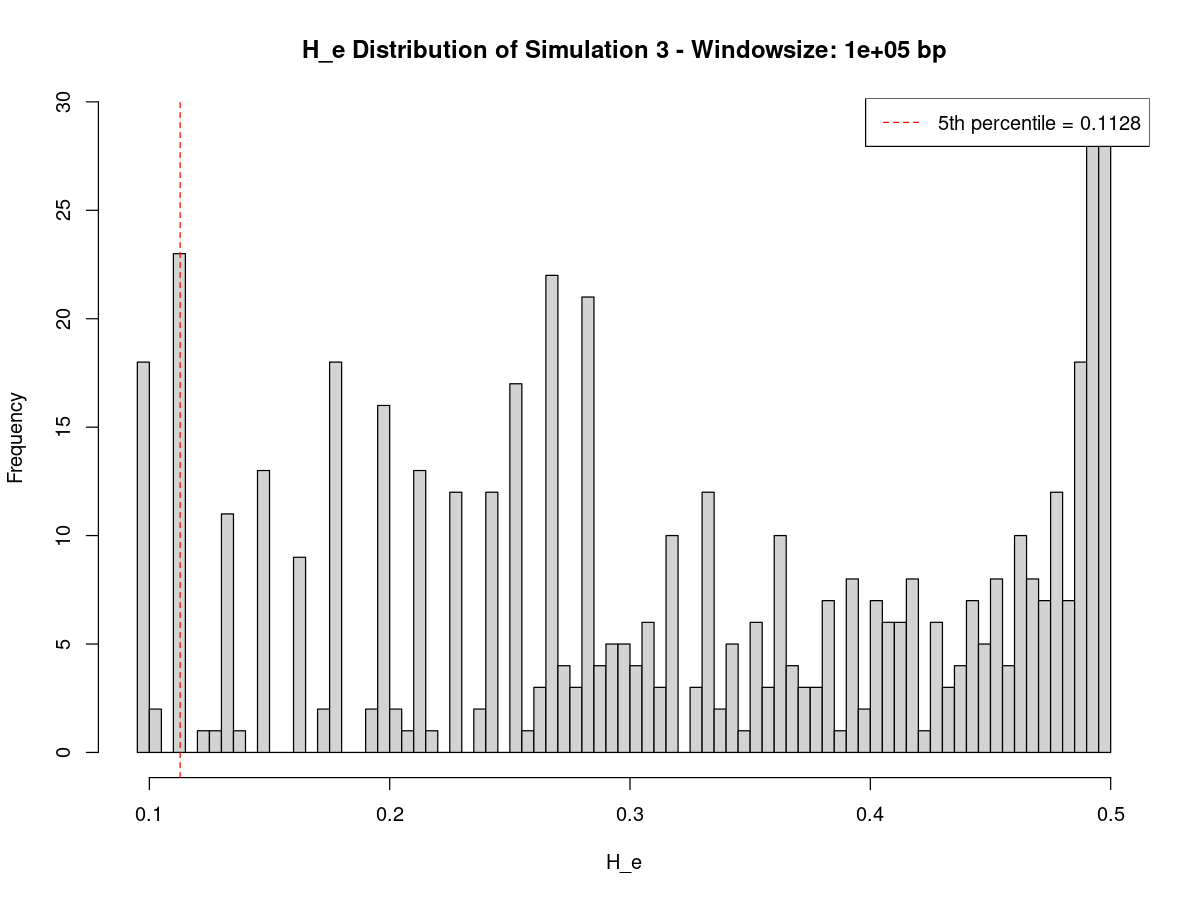 H_e Distribution of Simulation 3 - Windowsize: 1e+05 bp
5th percentile = 0.1128
Frequency
30
25
20
15
10
5
0
0.1 0.2 0.3 0.4 0.5
H_e